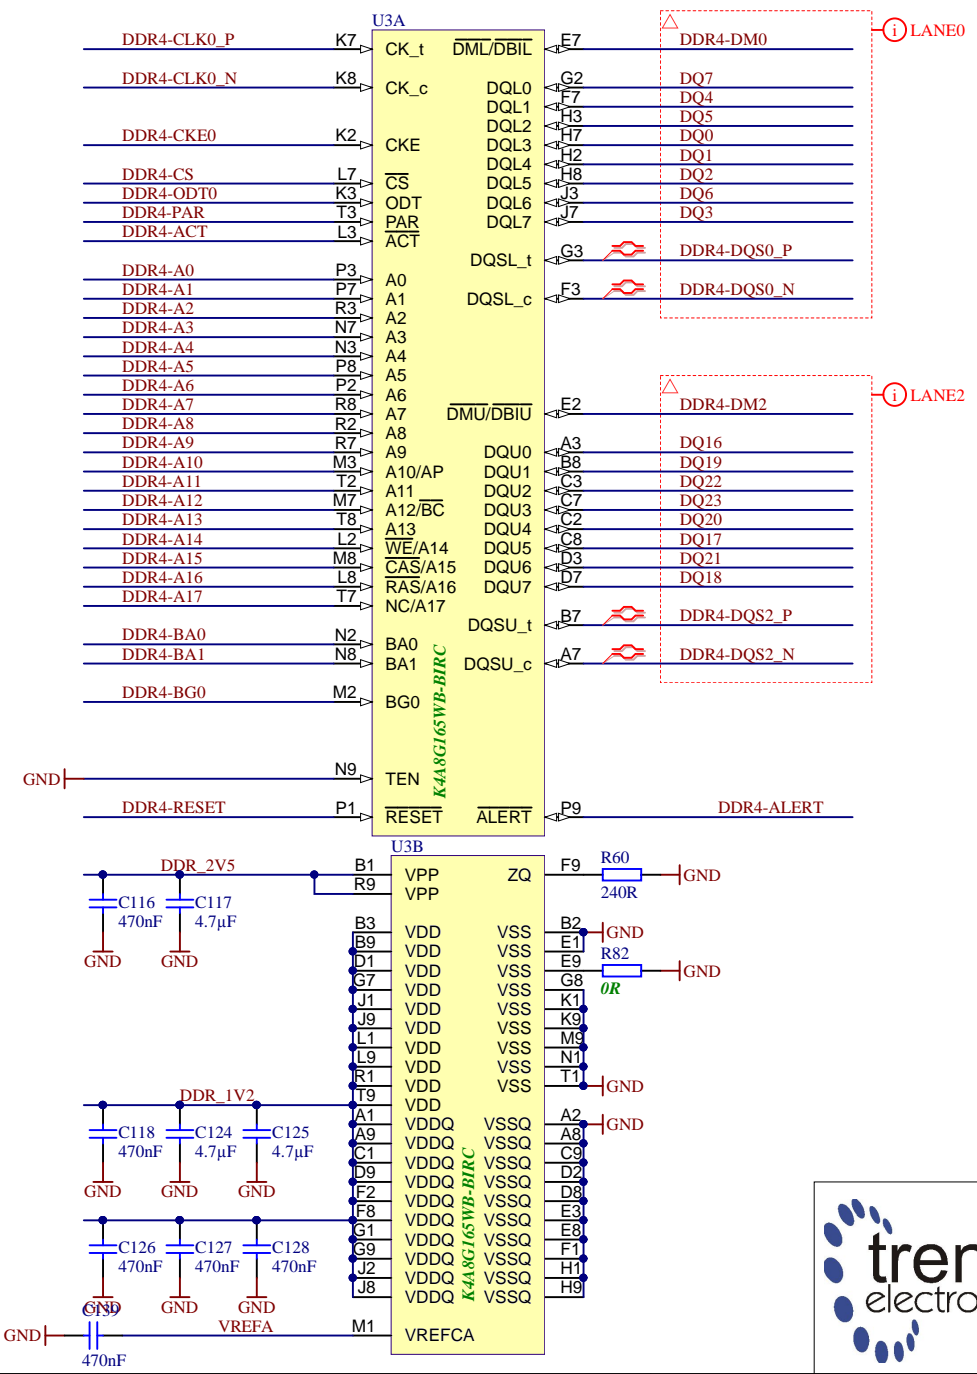 U3A
DDR4-CLK0_P K7 CK_t DML/DBIL E7 DDR4-DM0
LANE0
DDR4-CLK0_N K8 CK_c DQL0 G2 DQ7
DQL1 F7 DQ4
DQL2 H3 DQ5
DDR4-CKE0 K2 CKE DQL3 H7 DQ0
DQL4 H2 DQ1
DDR4-CS L7 CS DQL5 H8 DQ2
DDR4-ODT0 K3 ODT DQL6 J3 DQ6
DDR4-PAR T3 PAR DQL7 J7 DQ3
DDR4-ACT L3 ACT
DQSL_t G3 DDR4-DQS0_P
DDR4-A0 P3 A0
DDR4-A1 P7 A1 DQSL_c F3 DDR4-DQS0_N
DDR4-A2 R3 A2
DDR4-A3 N7 A3
DDR4-A4 N3 A4
DDR4-A5 P8 A5
DDR4-A6 P2 A6
LANE2
DDR4-A7 R8 A7 DMU/DBIU E2 DDR4-DM2
DDR4-A8 R2 A8
DDR4-A9 R7 A9 DQU0 A3 DQ16
DDR4-A10 M3 A10/AP DQU1 B8 DQ19
DDR4-A11 T2 A11 DQU2 C3 DQ22
DDR4-A12 M7 A12/BC DQU3 C7 DQ23
DDR4-A13 T8 A13 DQU4 C2 DQ20
DDR4-A14 L2 WE/A14 DQU5 C8 DQ17
DDR4-A15 M8 CAS/A15 DQU6 D3 DQ21
DDR4-A16 L8 RAS/A16 DQU7 D7 DQ18
DDR4-A17 T7 NC/A17
DQSU_t B7 DDR4-DQS2_P
DDR4-BA0 N2 BA0
DDR4-BA1 N8 BA1 DQSU_c A7 DDR4-DQS2_N
DDR4-BG0 M2 BG0
K4A8G165WB-BIRC
GND N9 TEN
DDR4-RESET P1 RESET ALERT P9 DDR4-ALERT
U3B
DDR_2V5 B1 VPP ZQ F9 R60 GND
240R
R9 VPP
C116 C117
470nF 4.7µF
GND GND
B3 VDD VSS B2 GND
B9 VDD VSS E1
R82
D1 VDD VSS E9 GND
0R
G7 VDD VSS G8
J1 VDD VSS K1
J9 VDD VSS K9
L1 VDD VSS M9
L9 VDD VSS N1
R1 VDD VSS T1 GND
DDR_1V2 T9 VDD
A1 VDDQ VSSQ A2 GND
C118 C124 C125
470nF 4.7µF 4.7µF
GND GND GND
A9 VDDQ VSSQ A8
C1 VDDQ VSSQ C9
D9 VDDQ VSSQ D2
F2 VDDQ VSSQ D8
F8 VDDQ VSSQ E3
G1 VDDQ VSSQ E8
G9 VDDQ VSSQ F1
J2 VDDQ VSSQ H1
J8 VDDQ VSSQ H9
K4A8G165WB-BIRC
C126 C127 C128
470nF 470nF 470nF
GND GND GND
C139
GND VREFA M1 VREFCA
470nF
tren
electro